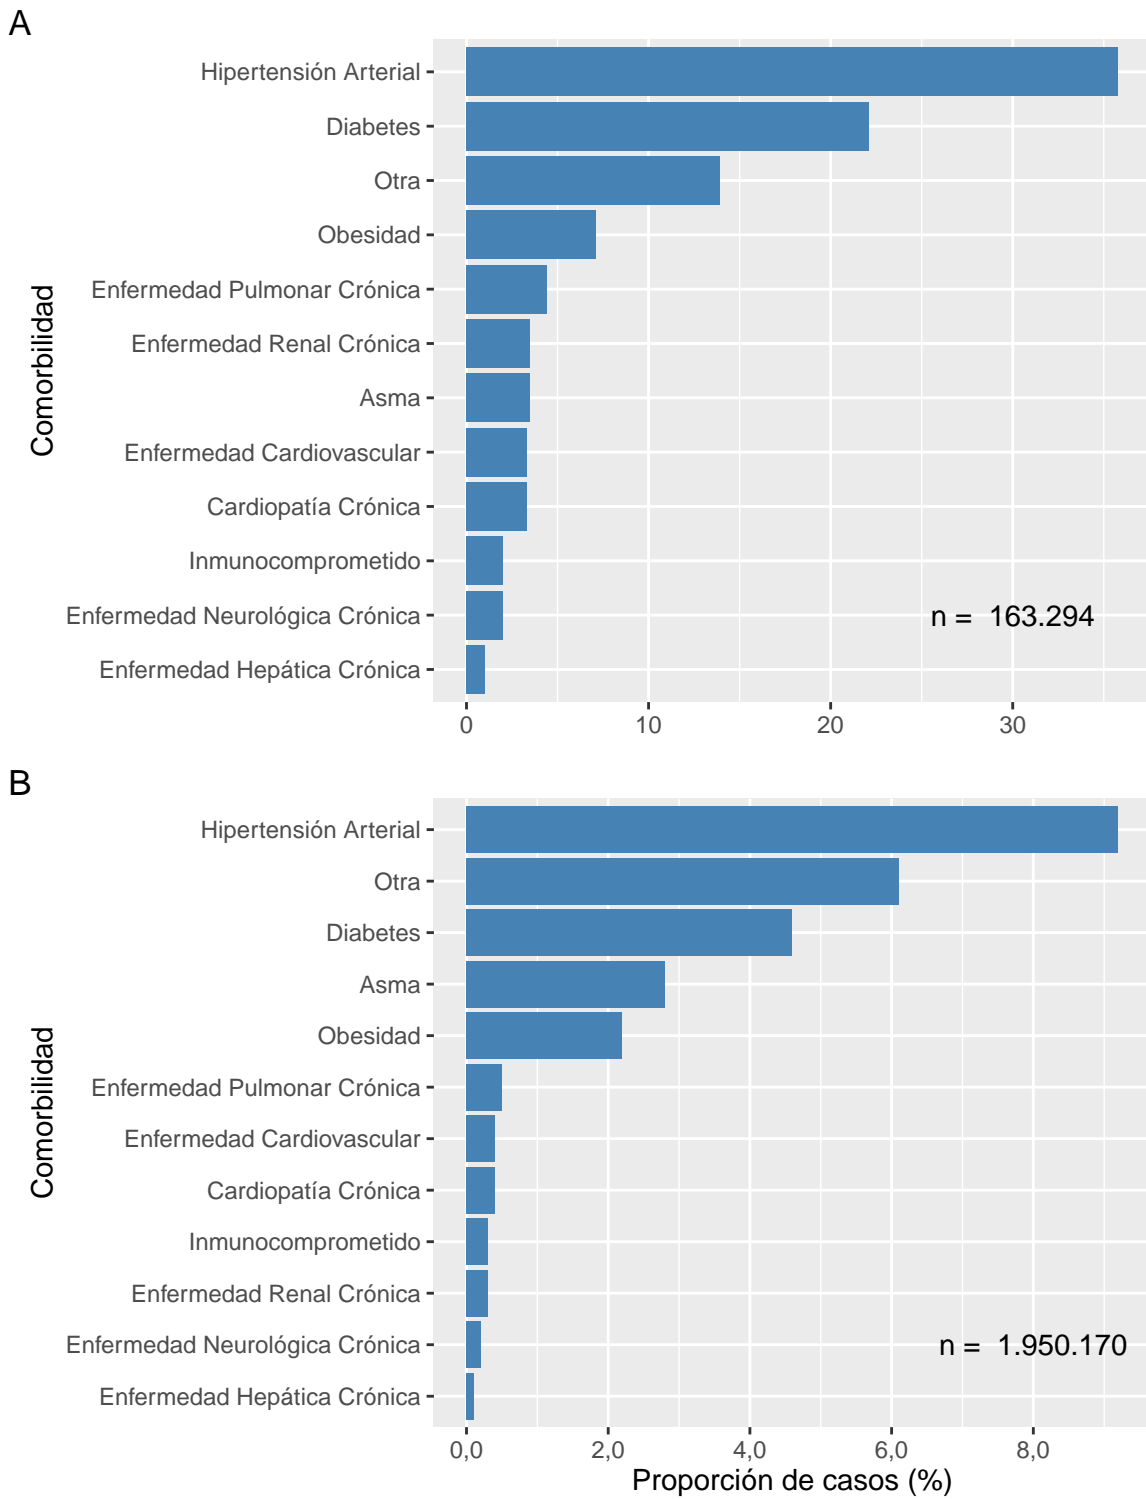 A
Hipertensión Arterial
Diabetes
Otra
Obesidad
Enfermedad Pulmonar Crónica
Enfermedad Renal Crónica
Asma
Enfermedad Cardiovascular
Cardiopatía Crónica
Inmunocomprometido
Enfermedad Neurológica Crónica
Enfermedad Hepática Crónica
Comorbilidad
n = 163.294
0 10 20 30
B
Hipertensión Arterial
Otra
Diabetes
Asma
Obesidad
Enfermedad Pulmonar Crónica
Enfermedad Cardiovascular
Cardiopatía Crónica
Inmunocomprometido
Enfermedad Renal Crónica
Enfermedad Neurológica Crónica
Enfermedad Hepática Crónica
Comorbilidad
n = 1.950.170
0,0 2,0 4,0 6,0 8,0
Proporción de casos (%)